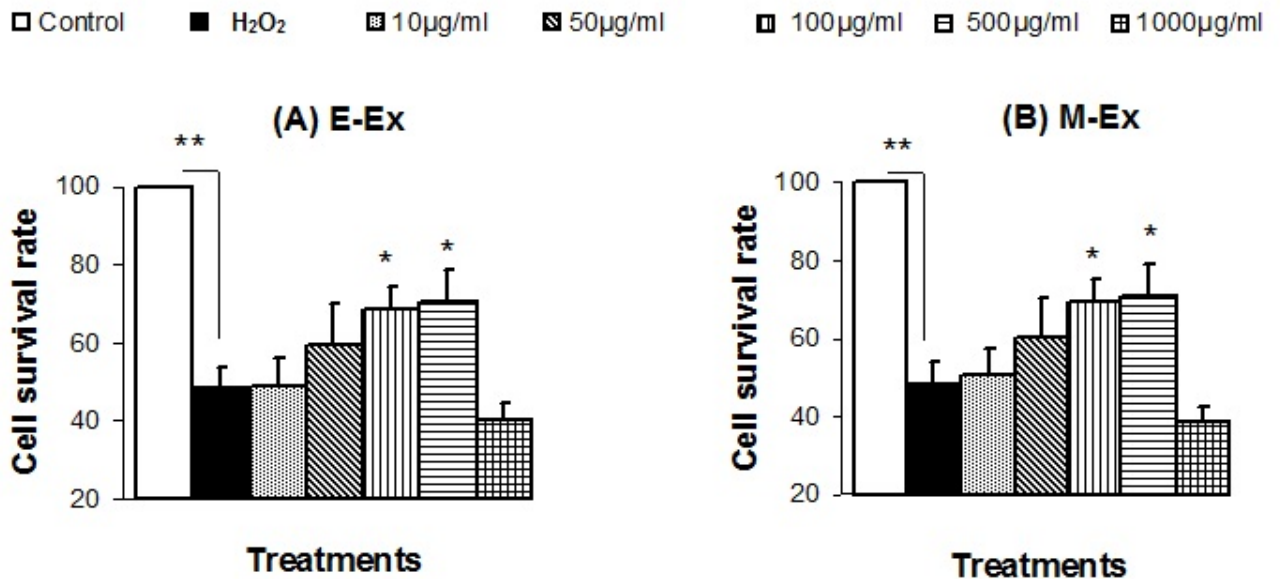 Control H₂O₂ 10µg/ml 50µg/ml 100µg/ml 500µg/ml 1000µg/ml
(A) E-Ex
**
100
80
60
40
20
* *
Cell survival rate
Treatments
(B) M-Ex
**
100
80
60
40
20
* *
Cell survival rate
Treatments